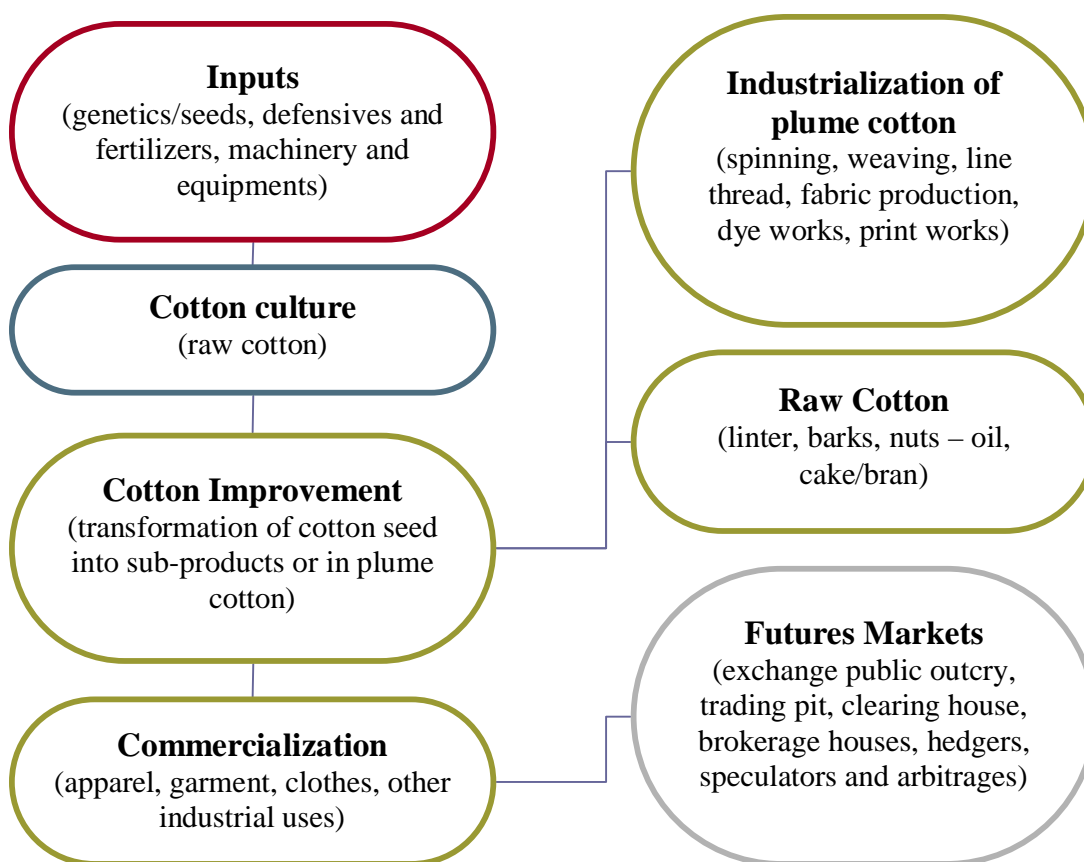 Inputs
(genetics/seeds, defensives and
fertilizers, machinery and
equipments)
Cotton culture
(raw cotton)
Cotton Improvement
(transformation of cotton seed
into sub-products or in plume
cotton)
Commercialization
(apparel, garment, clothes, other
industrial uses)
Industrialization of
plume cotton
(spinning, weaving, line
thread, fabric production,
dye works, print works)
Raw Cotton
(linter, barks, nuts – oil,
cake/bran)
Futures Markets
(exchange public outcry,
trading pit, clearing house,
brokerage houses, hedgers,
speculators and arbitrages)